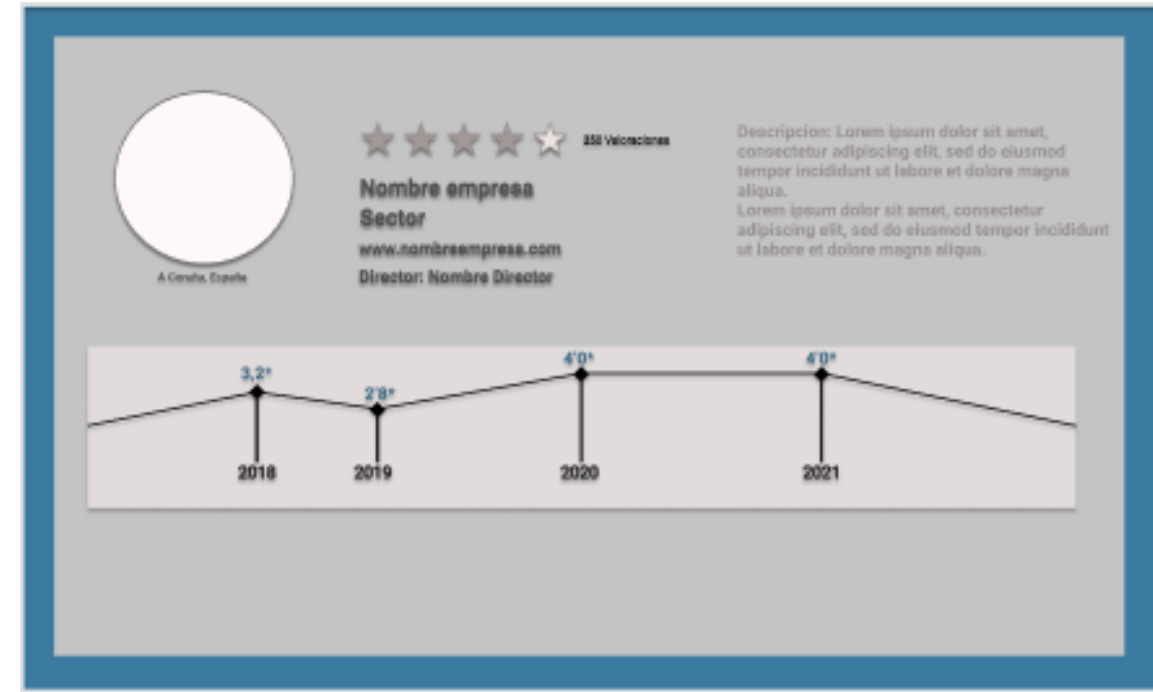 A Coruña, España
350 Valoraciones
Nombre empresa
Sector
www.nombreempresa.com
Director: Nombre Director
Descripcion: Lorem ipsum dolor sit amet,
consectetur adipiscing elit, sed do eiusmod
tempor incididunt ut labore et dolore magna
aliqua.
Lorem ipsum dolor sit amet, consectetur
adipiscing elit, sed do eiusmod tempor incididunt
ut labore et dolore magna aliqua.
3,2*
2'8*
4'0*
4'0*
2018
2019
2020
2021